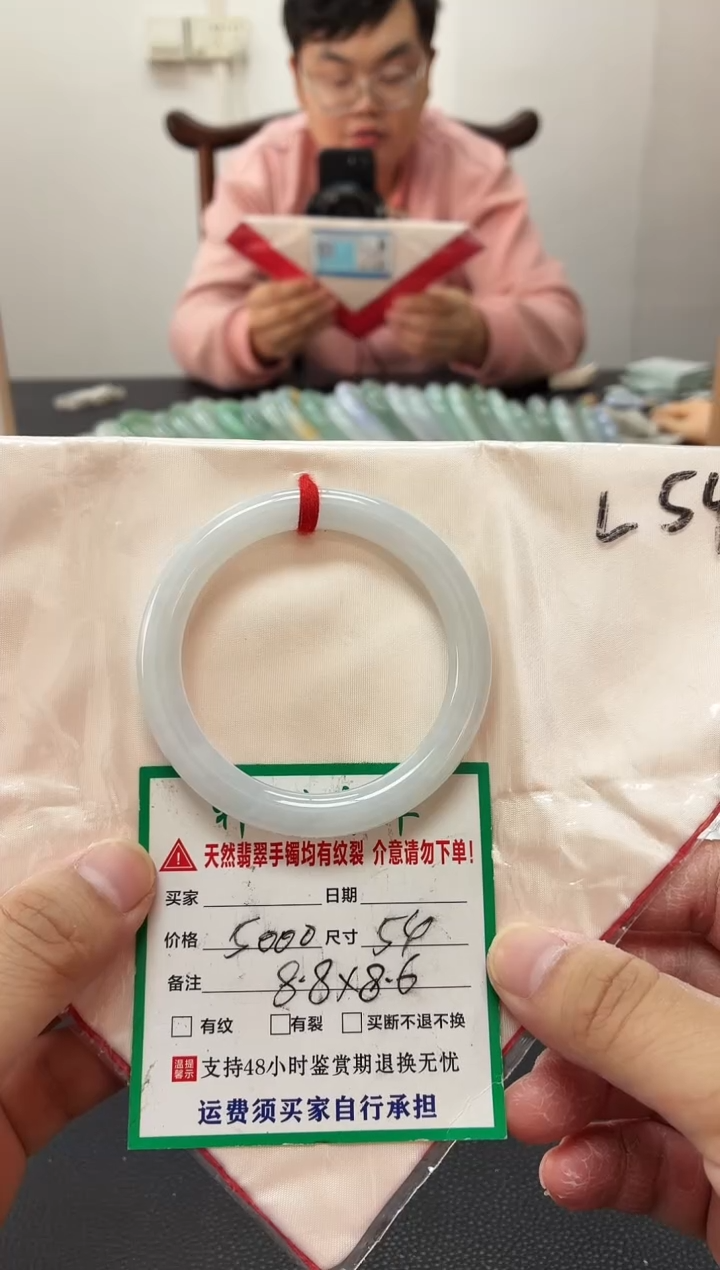 L 54
天然翡翠手镯均有纹裂 介意请勿下单!
买家 日期
价格 5000 尺寸 54
备注 8.8x8.6
有纹 有裂 买断不退不换
温馨提示 支持48小时鉴赏期退换无忧
运费须买家自行承担